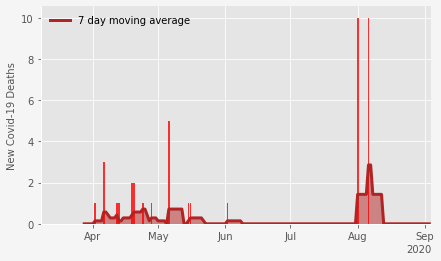 7 day moving average
New Covid-19 Deaths
10
8
6
4
2
0
Apr
May
Jun
Jul
Aug
Sep
2020